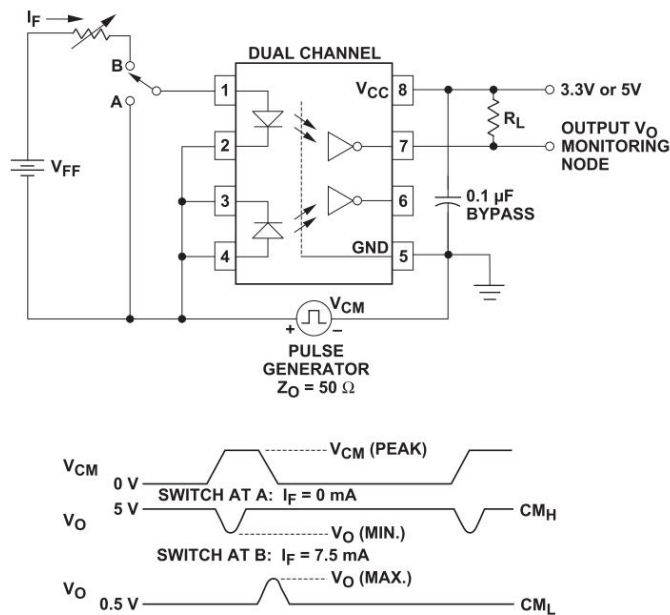 I_F
DUAL CHANNEL
B
A
1
V_CC
8
3.3V or 5V
R_L
2
7
OUTPUT V_O
MONITORING
NODE
V_FF
3
6
0.1 µF
BYPASS
4
GND
5
V_CM
+
–
PULSE
GENERATOR
Z_O = 50 Ω
V_CM
0 V
V_CM (PEAK)
SWITCH AT A: I_F = 0 mA
V_O
5 V
CM_H
V_O (MIN.)
SWITCH AT B: I_F = 7.5 mA
V_O
0.5 V
V_O (MAX.)
CM_L